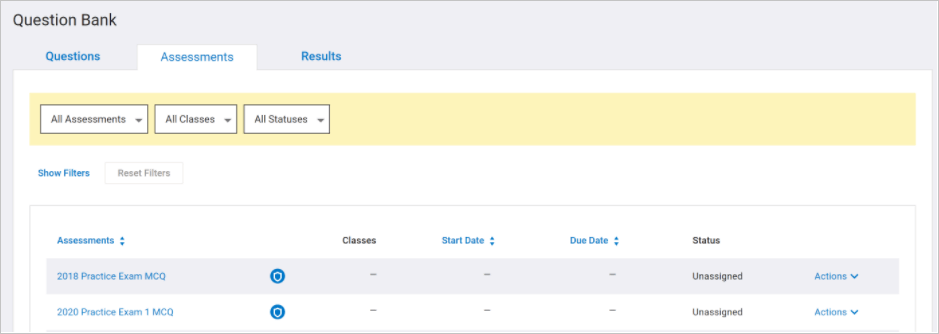 Question Bank
Questions Assessments Results
All Assessments All Classes All Statuses
Show Filters Reset Filters
Assessments Classes Start Date Due Date Status
2018 Practice Exam MCQ – – – Unassigned Actions
2020 Practice Exam 1 MCQ – – – Unassigned Actions